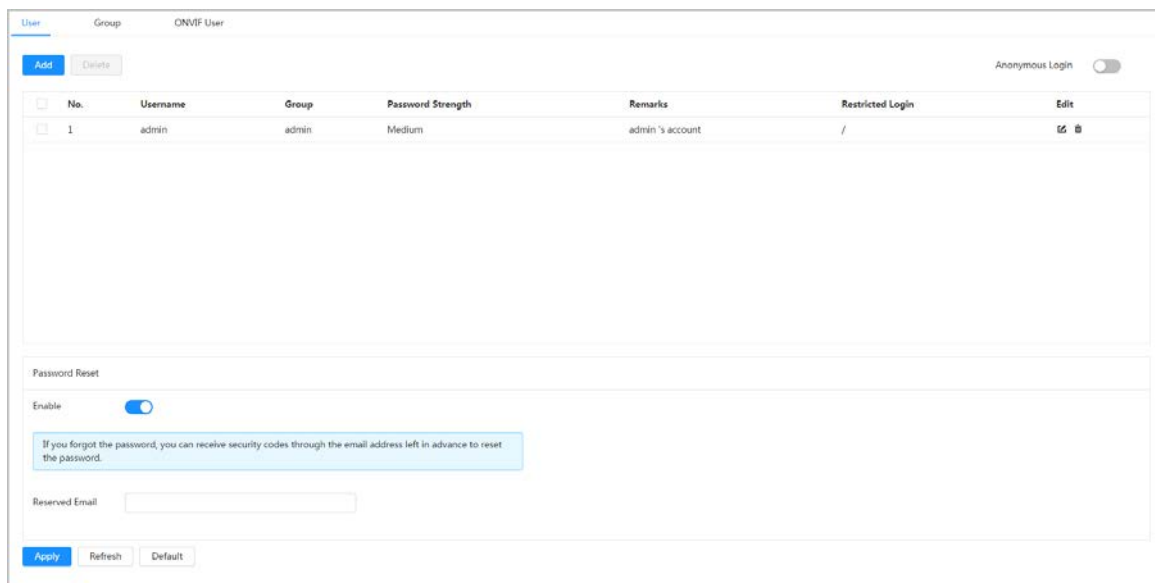 User Group ONVIF User
Add Delete Anonymous Login
No. Username Group Password Strength Remarks Restricted Login Edit
1 admin admin Medium admin 's account /
Password Reset
Enable
If you forgot the password, you can receive security codes through the email address left in advance to reset
the password.
Reserved Email
Apply Refresh Default